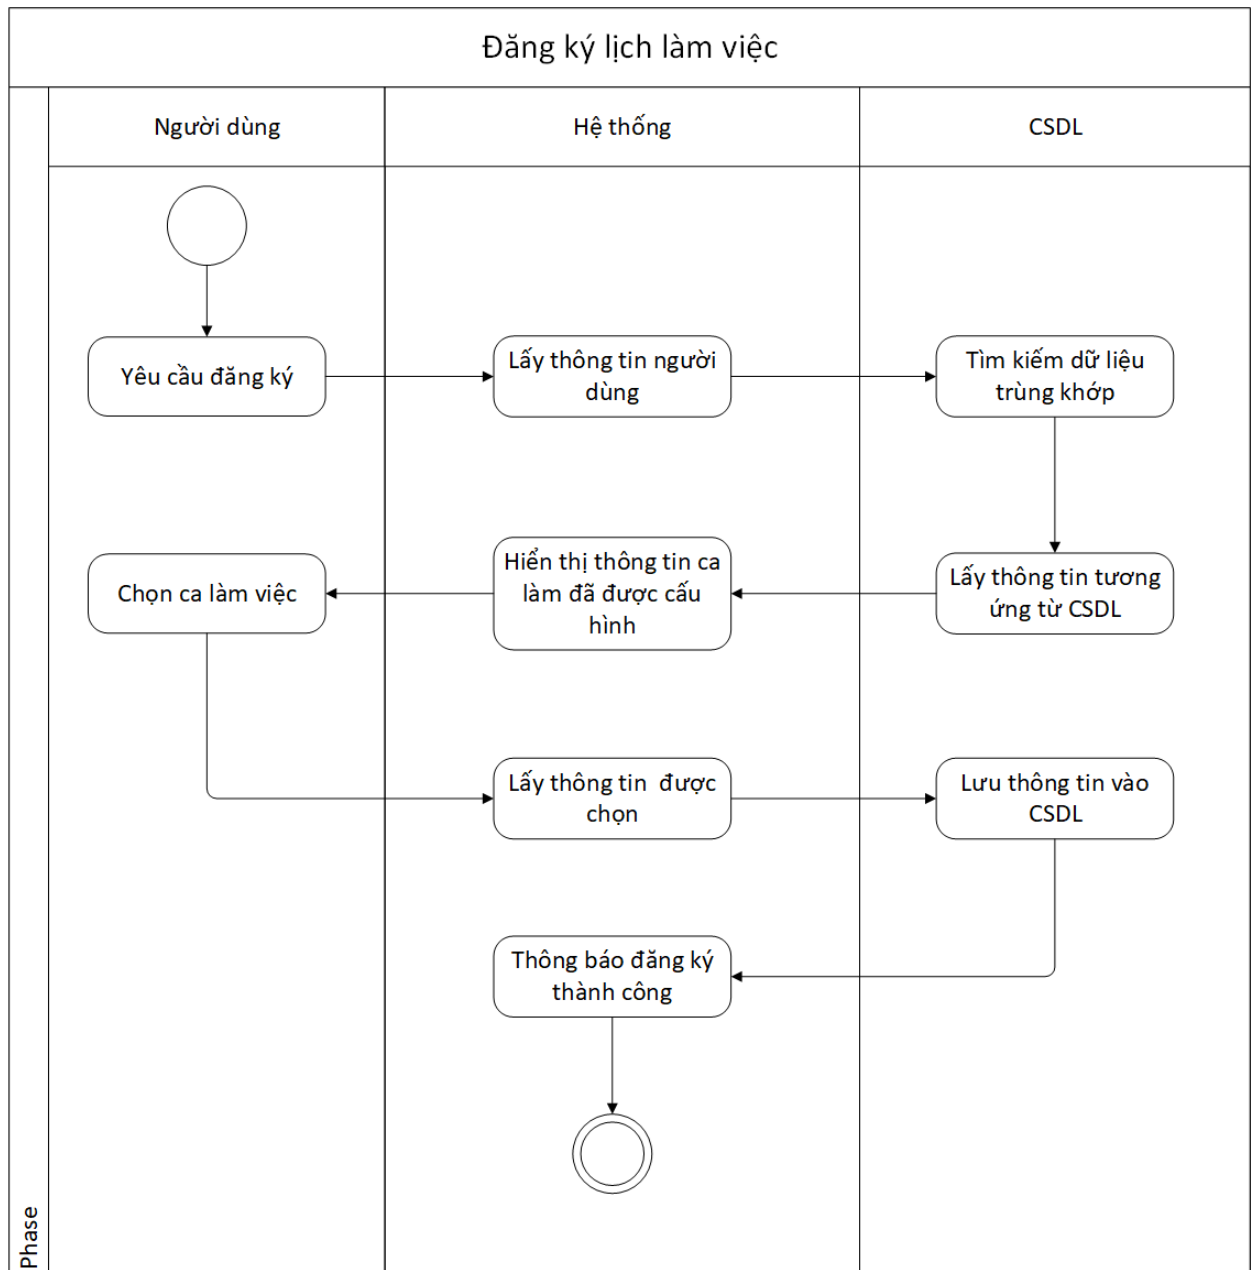 Đăng ký lịch làm việc
Người dùng
Hệ thống
CSDL
Yêu cầu đăng ký
Lấy thông tin người
dùng
Tìm kiếm dữ liệu
trùng khớp
Chọn ca làm việc
Hiển thị thông tin ca
làm đã được cấu
hình
Lấy thông tin tương
ứng từ CSDL
Lấy thông tin  được
chọn
Lưu thông tin vào
CSDL
Thông báo đăng ký
thành công
Phase